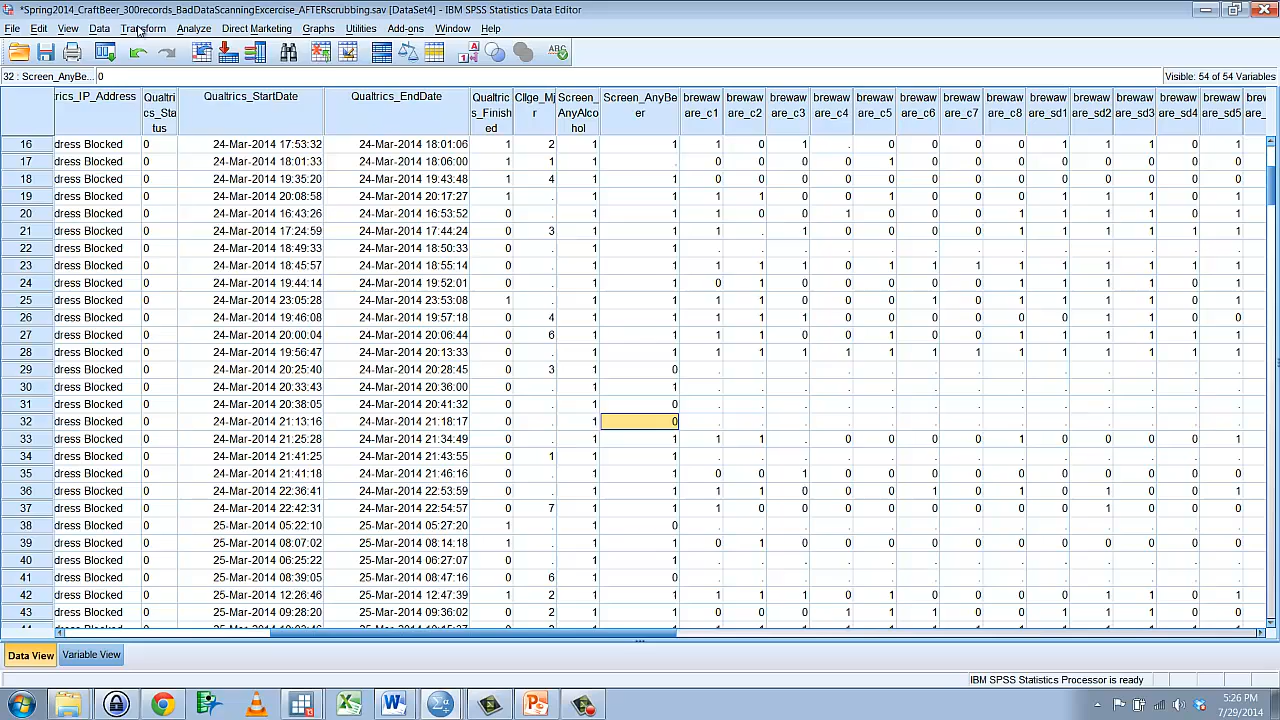 *Spring2014_CraftBeer_300records_BadDataScanningExcercise_AFTERscrubbing.sav [DataSet4] - IBM SPSS Statistics Data Editor
File Edit View Data Transform Analyze Direct Marketing Graphs Utilities Add-ons Window Help
32 : Screen_AnyBe... 0 Visible: 54 of 54 Variables
rics_IP_Address Qualtrics_Status Qualtrics_StartDate Qualtrics_EndDate Qualtrics_Finished Cllge_Mjr Screen_AnyAlcohol Screen_AnyBeer breweware_c1 breweware_c2 breweware_c3 breweware_c4 breweware_c5 breweware_c6 breweware_c7 breweware_c8 breweware_sd1 breweware_sd2 breweware_sd3 breweware_sd4 breweware_sd5
16 dress Blocked 0 24-Mar-2014 17:53:32 24-Mar-2014 18:01:06 1 2 1 1 1 0 1 . 0 0 0 0 1 1 1 0 1
17 dress Blocked 0 24-Mar-2014 18:01:33 24-Mar-2014 18:06:00 1 1 1 . 0 0 0 0 1 0 0 0 0 0 0 0 0
18 dress Blocked 0 24-Mar-2014 19:35:20 24-Mar-2014 19:43:48 1 4 1 1 0 0 0 0 0 0 0 0 0 0 0 0 0
19 dress Blocked 0 24-Mar-2014 20:08:58 24-Mar-2014 20:17:27 1 . 1 1 1 1 0 0 1 0 0 0 1 1 1 0 1
20 dress Blocked 0 24-Mar-2014 16:43:26 24-Mar-2014 16:53:52 0 . 1 1 1 0 0 1 0 0 0 1 1 1 1 0 1
21 dress Blocked 0 24-Mar-2014 17:24:59 24-Mar-2014 17:44:24 0 3 1 1 1 . 1 0 0 0 0 1 1 1 1 1 1
22 dress Blocked 0 24-Mar-2014 18:49:33 24-Mar-2014 18:50:33 0 . 1 1 . . . . . . . . . . . . .
23 dress Blocked 0 24-Mar-2014 18:45:57 24-Mar-2014 18:55:14 0 . 1 1 1 1 1 0 1 1 1 1 1 1 1 1 1
24 dress Blocked 0 24-Mar-2014 19:44:14 24-Mar-2014 19:52:01 0 . 1 1 0 1 0 0 0 0 0 1 0 1 1 0 1
25 dress Blocked 0 24-Mar-2014 23:05:28 24-Mar-2014 23:53:08 1 . 1 1 1 1 0 0 0 1 0 1 1 1 1 0 1
26 dress Blocked 0 24-Mar-2014 19:46:08 24-Mar-2014 19:57:18 0 4 1 1 1 1 1 0 0 0 0 0 0 1 1 0 1
27 dress Blocked 0 24-Mar-2014 20:00:04 24-Mar-2014 20:06:44 0 6 1 1 1 1 0 0 1 0 0 0 1 1 1 1 1
28 dress Blocked 0 24-Mar-2014 19:56:47 24-Mar-2014 20:13:33 0 . 1 1 1 1 1 1 1 1 1 1 1 1 1 1 1
29 dress Blocked 0 24-Mar-2014 20:25:40 24-Mar-2014 20:28:45 0 3 1 0 . . . . . . . . . . . . .
30 dress Blocked 0 24-Mar-2014 20:33:43 24-Mar-2014 20:36:00 0 . 1 1 . . . . . . . . . . . . .
31 dress Blocked 0 24-Mar-2014 20:38:05 24-Mar-2014 20:41:32 0 . 1 0 . . . . . . . . . . . . .
32 dress Blocked 0 24-Mar-2014 21:13:16 24-Mar-2014 21:18:17 0 . 1 0 . . . . . . . . . . . . .
33 dress Blocked 0 24-Mar-2014 21:25:28 24-Mar-2014 21:34:49 0 . 1 1 1 1 . 0 0 0 0 1 0 0 0 0 1
34 dress Blocked 0 24-Mar-2014 21:41:25 24-Mar-2014 21:43:55 0 1 1 1 . . . . . . . . . . . . .
35 dress Blocked 0 24-Mar-2014 21:41:18 24-Mar-2014 21:46:16 0 . 1 1 0 0 1 0 0 0 0 0 0 0 0 0 0
36 dress Blocked 0 24-Mar-2014 22:36:41 24-Mar-2014 22:53:59 0 . 1 1 1 1 0 0 0 1 0 1 0 1 1 0 1
37 dress Blocked 0 24-Mar-2014 22:42:31 24-Mar-2014 22:54:57 0 7 1 1 1 0 0 0 0 0 0 0 0 1 0 0 0
38 dress Blocked 0 25-Mar-2014 05:22:10 25-Mar-2014 05:27:20 1 . 1 0 . . . . . . . . . . . . .
39 dress Blocked 0 25-Mar-2014 08:07:02 25-Mar-2014 08:14:18 1 . 1 1 0 1 0 0 0 0 0 0 0 0 0 0 0
40 dress Blocked 0 25-Mar-2014 06:25:22 25-Mar-2014 06:27:07 0 . 1 1 . . . . . . . . . . . . .
41 dress Blocked 0 25-Mar-2014 08:39:05 25-Mar-2014 08:47:16 0 6 1 0 . . . . . . . . . . . . .
42 dress Blocked 0 25-Mar-2014 12:26:46 25-Mar-2014 12:47:39 1 2 1 1 1 1 1 0 1 0 0 0 0 1 1 0 1
43 dress Blocked 0 25-Mar-2014 09:28:20 25-Mar-2014 09:36:02 0 2 1 1 0 0 0 1 1 1 0 0 1 1 0 0 1
Data View Variable View
IBM SPSS Statistics Processor is ready
5:26 PM
7/29/2014